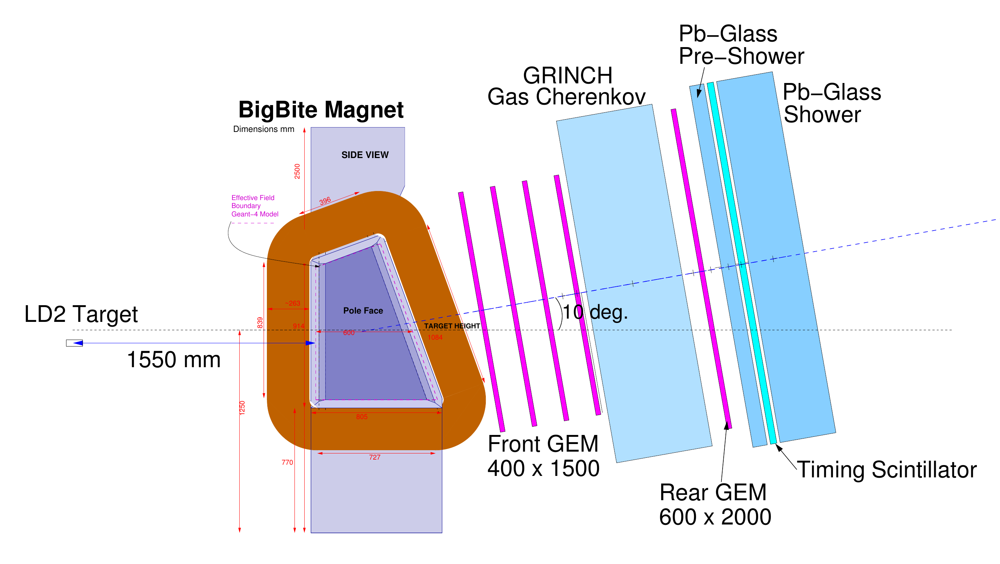 Pb−Glass
Pre−Shower
GRINCH
Gas Cherenkov
Pb−Glass
Shower
BigBite Magnet
Dimensions mm
SIDE VIEW
2500
396
Effective Field
Boundary
Geant−4 Model
~263
Pole Face
10 deg.
LD2 Target
839
914
600
TARGET HEIGHT
1084
1550 mm
1250
805
Front GEM
400 x 1500
727
770
Timing Scintillator
Rear GEM
600 x 2000